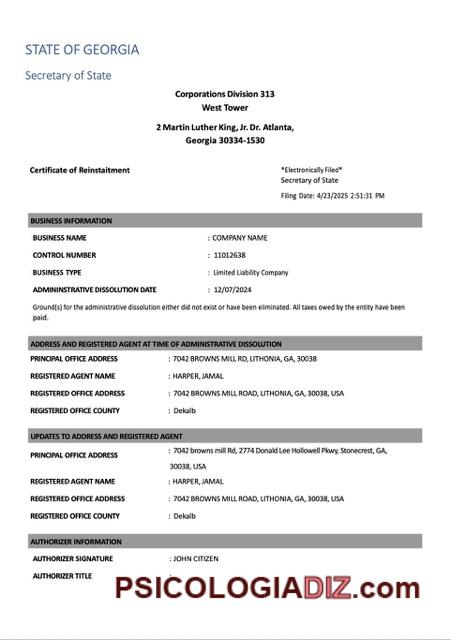 STATE OF GEORGIA
Secretary of State
Corporations Division 313
West Tower
2 Martin Luther King, Jr. Dr. Atlanta,
Georgia 30334-1530
Certificate of Reinstaitment
*Electronically Filed*
Secretary of State
Filing Date: 4/23/2025 2:51:31 PM
BUSINESS INFORMATION
BUSINESS NAME : COMPANY NAME
CONTROL NUMBER : 11012638
BUSINESS TYPE : Limited Liability Company
ADMININSTRATIVE DISSOLUTION DATE : 12/07/2024
Ground(s) for the administrative dissolution either did not exist or have been eliminated. All taxes owed by the entity have been
paid.
ADDRESS AND REGISTERED AGENT AT TIME OF ADMINISTRATIVE DISSOLUTION
PRINCIPAL OFFICE ADDRESS : 7042 BROWNS MILL RD, LITHONIA, GA, 30038
REGISTERED AGENT NAME : HARPER, JAMAL
REGISTERED OFFICE ADDRESS : 7042 BROWNS MILL ROAD, LITHONIA, GA, 30038, USA
REGISTERED OFFICE COUNTY : Dekalb
UPDATES TO ADDRESS AND REGISTERED AGENT
PRINCIPAL OFFICE ADDRESS : 7042 browns mill Rd, 2774 Donald Lee Hollowell Pkwy, Stonecrest, GA,
30038, USA
REGISTERED AGENT NAME : HARPER, JAMAL
REGISTERED OFFICE ADDRESS : 7042 BROWNS MILL ROAD, LITHONIA, GA, 30038, USA
REGISTERED OFFICE COUNTY : Dekalb
AUTHORIZER INFORMATION
AUTHORIZER SIGNATURE : JOHN CITIZEN
AUTHORIZER TITLE :
PSICOLOGIADIZ.com